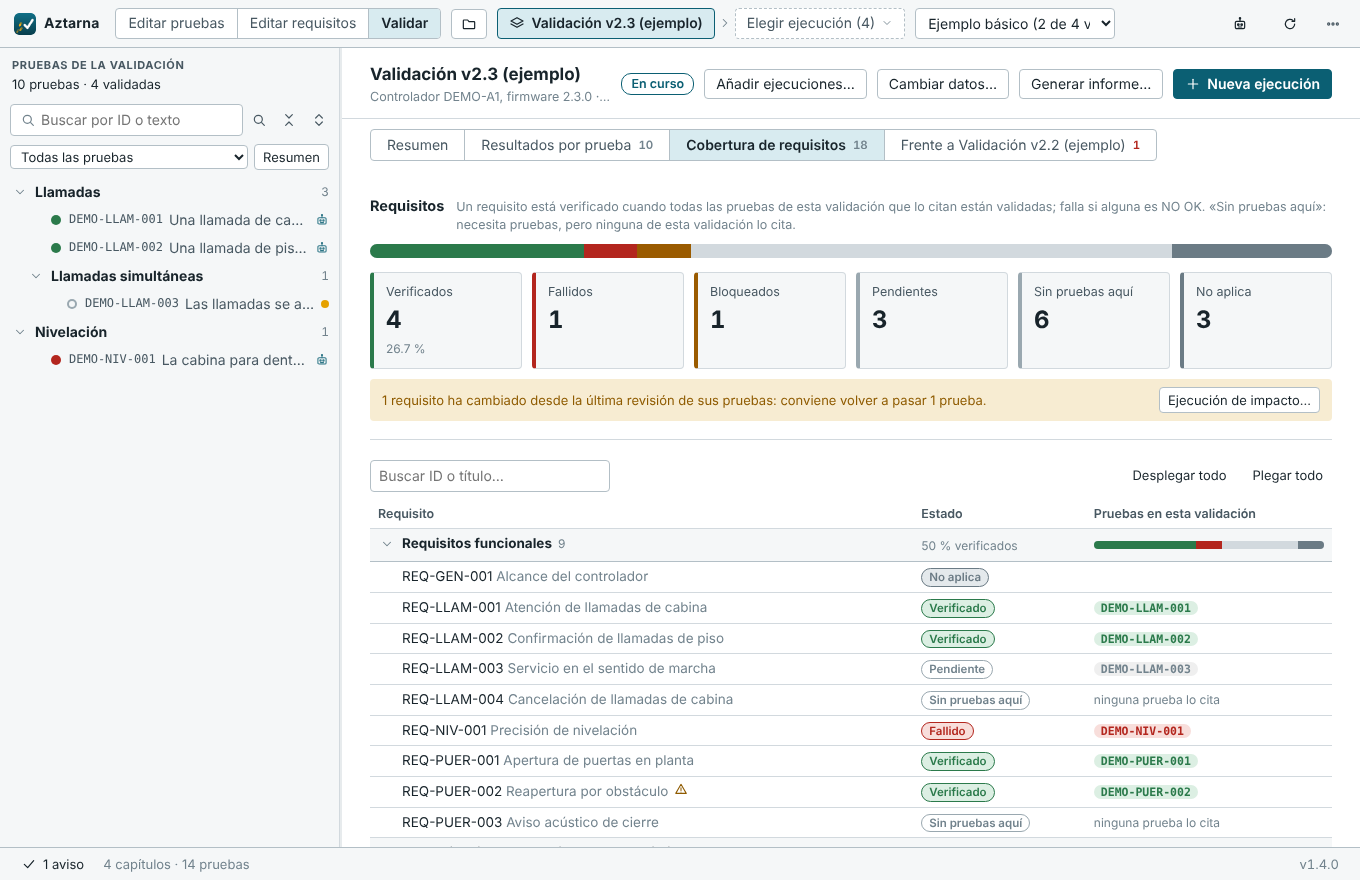 Aztarna
Editar pruebas
Editar requisitos
Validar
Validación v2.3 (ejemplo)
Elegir ejecución (4)
Ejemplo básico (2 de 4 v
PRUEBAS DE LA VALIDACIÓN
10 pruebas · 4 validadas
Buscar por ID o texto
Todas las pruebas
Resumen
Llamadas 3
DEMO-LLAM-001 Una llamada de ca...
DEMO-LLAM-002 Una llamada de pis...
Llamadas simultáneas 1
DEMO-LLAM-003 Las llamadas se a...
Nivelación 1
DEMO-NIV-001 La cabina para dent...
Validación v2.3 (ejemplo)
Controlador DEMO-A1, firmware 2.3.0 ·...
En curso
Añadir ejecuciones...
Cambiar datos...
Generar informe...
+ Nueva ejecución
Resumen
Resultados por prueba 10
Cobertura de requisitos 18
Frente a Validación v2.2 (ejemplo) 1
Requisitos
Un requisito está verificado cuando todas las pruebas de esta validación que lo citan están validadas; falla si alguna es NO OK. «Sin pruebas aquí»:
necesita pruebas, pero ninguna de esta validación lo cita.
Verificados
4
26.7 %
Fallidos
1
Bloqueados
1
Pendientes
3
Sin pruebas aquí
6
No aplica
3
1 requisito ha cambiado desde la última revisión de sus pruebas: conviene volver a pasar 1 prueba.
Ejecución de impacto...
Buscar ID o título...
Desplegar todo
Plegar todo
Requisito Estado Pruebas en esta validación
Requisitos funcionales 9 50 % verificados
REQ-GEN-001 Alcance del controlador No aplica
REQ-LLAM-001 Atención de llamadas de cabina Verificado DEMO-LLAM-001
REQ-LLAM-002 Confirmación de llamadas de piso Verificado DEMO-LLAM-002
REQ-LLAM-003 Servicio en el sentido de marcha Pendiente DEMO-LLAM-003
REQ-LLAM-004 Cancelación de llamadas de cabina Sin pruebas aquí ninguna prueba lo cita
REQ-NIV-001 Precisión de nivelación Fallido DEMO-NIV-001
REQ-PUER-001 Apertura de puertas en planta Verificado DEMO-PUER-001
REQ-PUER-002 Reapertura por obstáculo Verificado DEMO-PUER-002
REQ-PUER-003 Aviso acústico de cierre Sin pruebas aquí ninguna prueba lo cita
1 aviso
4 capítulos · 14 pruebas
v1.4.0